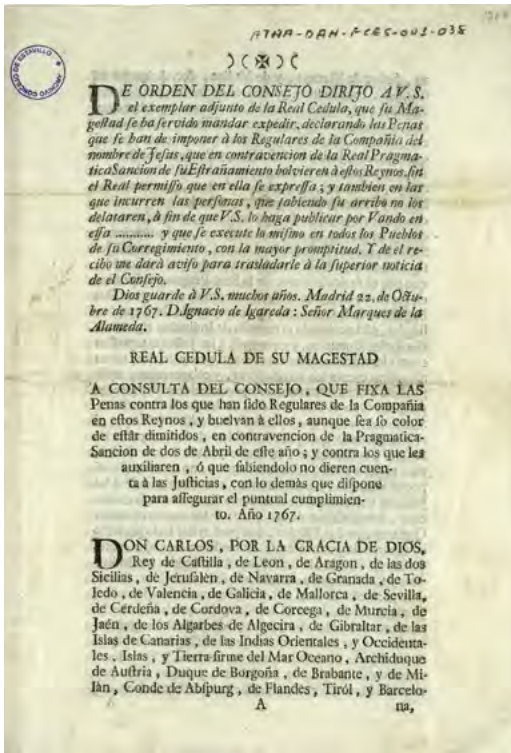 1767
ATHA-DAH-FCES-001-038
ARCHIVO CONCEJO DE ESTAVILLO
)(✠)(
DE ORDEN DEL CONSEJO DIRIJO A V.S.
el exemplar adjunto de la Real Cedula, que ſu Ma-
geſtad ſe ha ſervido mandar expedir, declarando las Penas
que ſe han de imponer à los Regulares de la Compañia del
nombre de Jeſus, que en contravencion de la Real Pragma-
tica Sancion de ſu Eſtrañamiento bolvieren à eſtos Reynos, ſin
el Real permiſſo que en ella ſe expreſſa; y tambien en las
que incurren las perſonas, que ſabiendo ſu arribo no los
delataren, à fin de que V.S. lo haga publicar por Vando en
eſſa ........... y que ſe execute lo miſmo en todos los Pueblos
de ſu Corregimiento, con la mayor promptitud. Y de el re-
cibo me darà aviſo para trasladarle à la ſuperior noticia
de el Conſejo.
Dios guarde à V.S. muchos años. Madrid 22. de Octu-
bre de 1767. D. Ignacio de Igareda: Señor Marques de la
Alameda.
REAL CEDULA DE SU MAGESTAD
A CONSULTA DEL CONSEJO, QUE FIXA LAS
Penas contra los que han ſido Regulares de la Compañia
en eſtos Reynos, y buelvan à ellos, aunque ſea ſo color
de eſtàr dimitidos, en contravencion de la Pragmatica-
Sancion de dos de Abril de eſte año; y contra los que les
auxiliaren, ò que ſabiendolo no dieren cuen-
ta à las Juſticias, con lo demàs que diſpone
para aſſegurar el puntual cumplimien-
to. Año 1767.
DON CARLOS, POR LA GRACIA DE DIOS,
Rey de Caſtilla, de Leon, de Aragon, de las dos
Sicilias, de Jeruſalèn, de Navarra, de Granada, de To-
ledo, de Valencia, de Galicia, de Mallorca, de Sevilla,
de Cerdeña, de Cordova, de Corcega, de Murcia, de
Jaén, de los Algarbes de Algecira, de Gibraltar, de las
Islas de Canarias, de las Indias Orientales, y Occidenta-
les, Islas, y Tierra firme del Mar Oceano, Archiduque
de Auſtria, Duque de Borgoña, de Brabante, y de Mi-
làn, Conde de Abſpurg, de Flandes, Tiròl, y Barcelo-
A na,